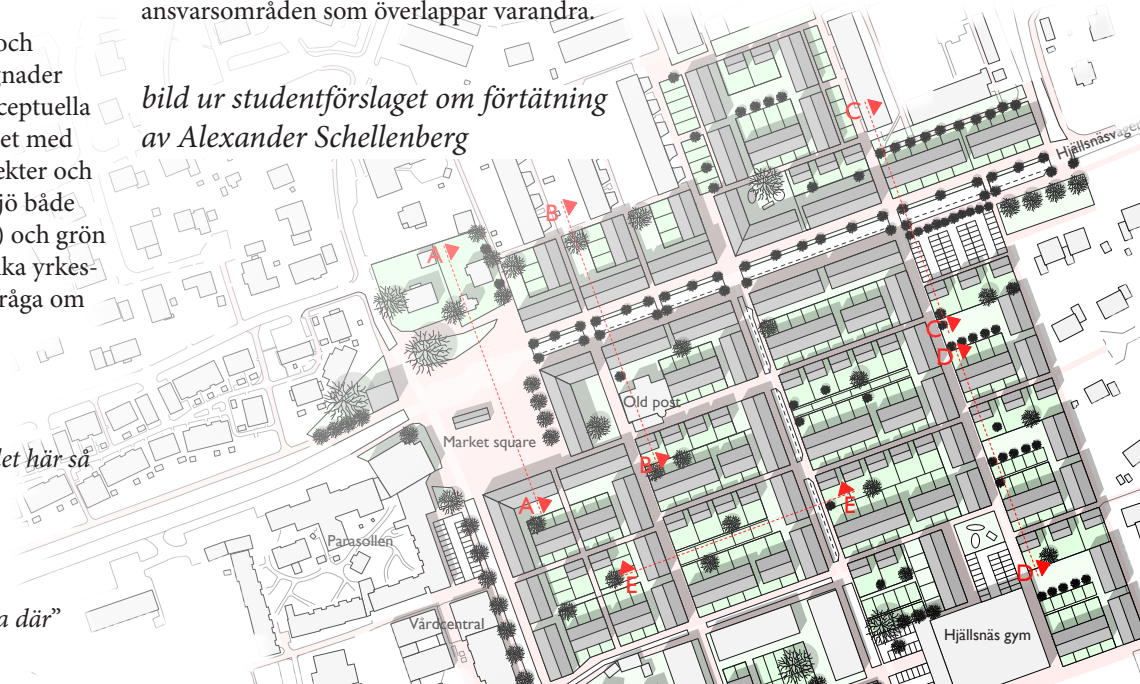 ansvarsområden som överlappar varandra.
och
gnader
ceptuella
et med
ekter och
jö både
) och grön
ka yrkes-
råga om
bild ur studentförslaget om förtätning
av Alexander Schellenberg
let här så
a där”
C
Hjällsnäsvägen
B
A
C
D
Old post
Market square
B
A
E
Parasollen
E
D
Vårdcentral
Hjällsnäs gym